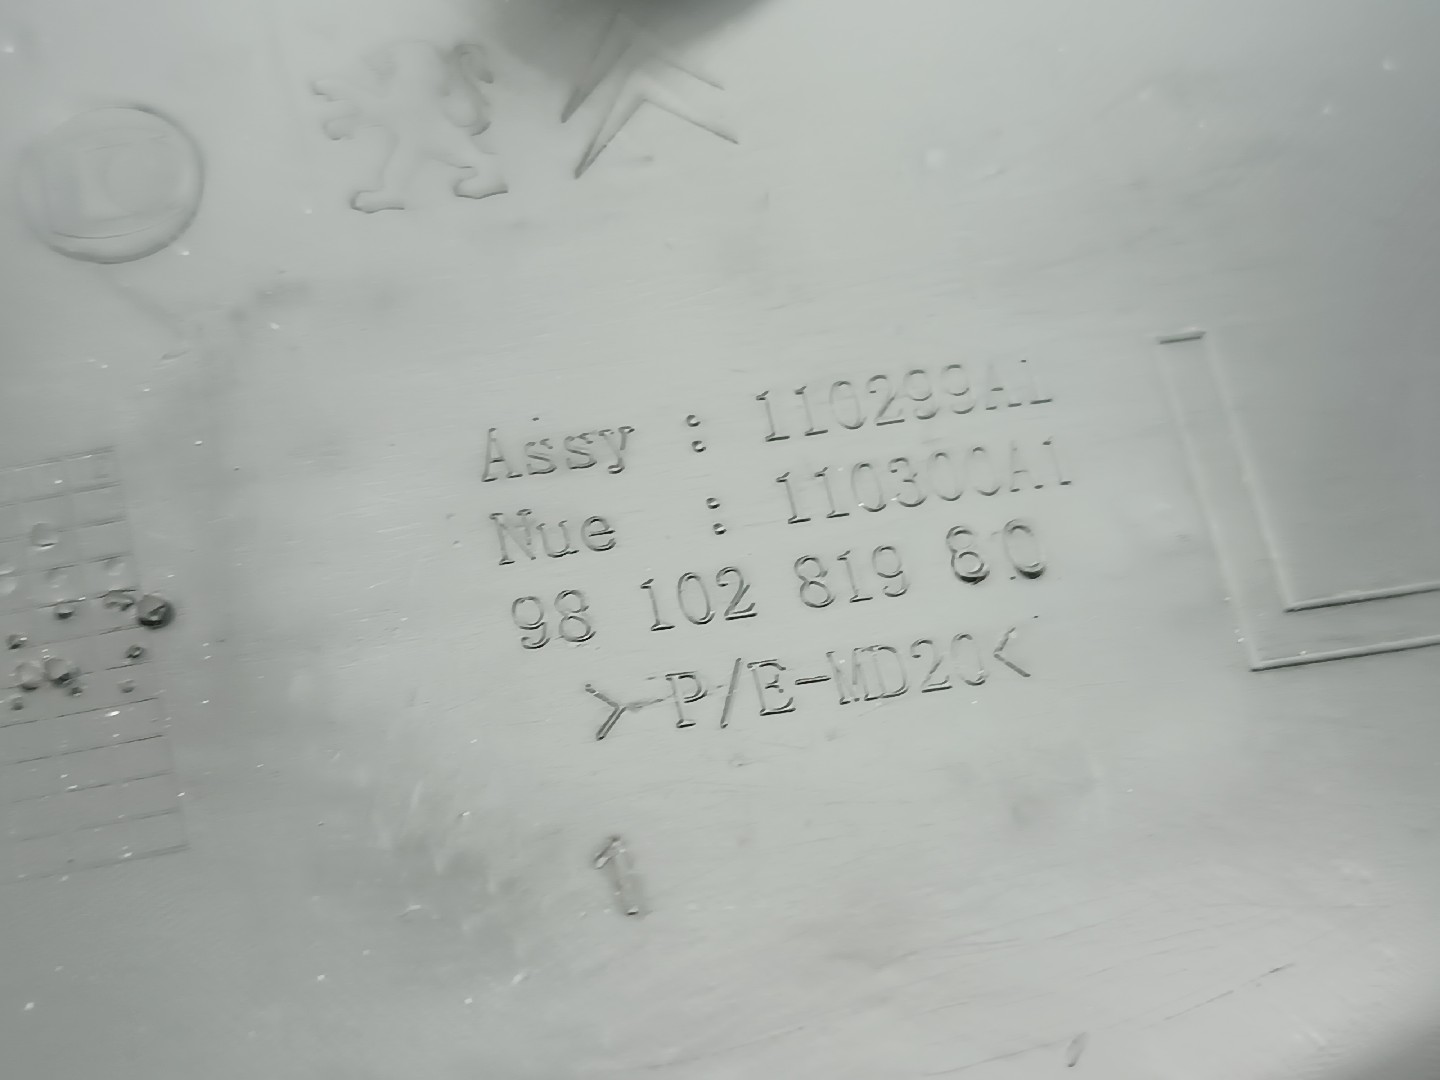 Assy : 110299A1
Nue : 110300A1
98 102 819 80
>P/E-MD20<
1